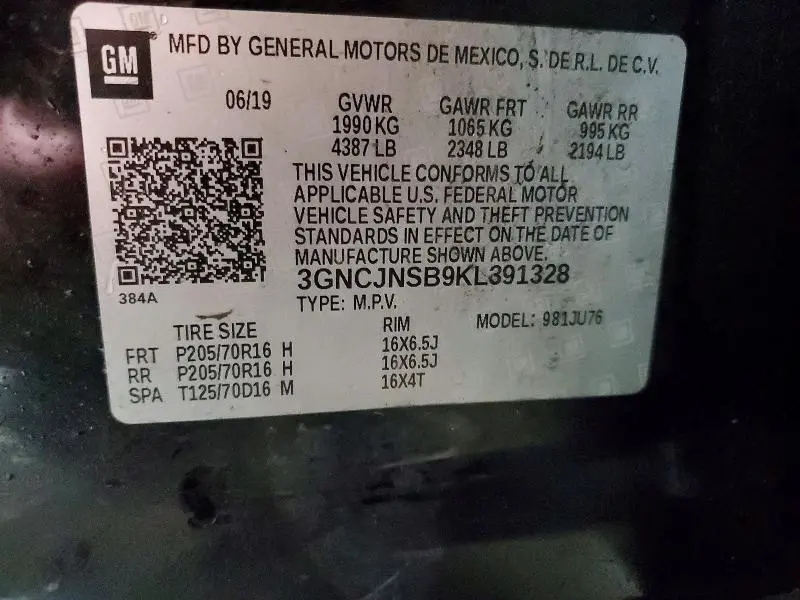 GM MFD BY GENERAL MOTORS DE MEXICO, S. DE R.L. DE C.V.
06/19 GVWR GAWR FRT GAWR RR
1990 KG 1065 KG 995 KG
4387 LB 2348 LB 2194 LB
THIS VEHICLE CONFORMS TO ALL
APPLICABLE U.S. FEDERAL MOTOR
VEHICLE SAFETY AND THEFT PREVENTION
STANDARDS IN EFFECT ON THE DATE OF
MANUFACTURE SHOWN ABOVE.
384A 3GNCJNSB9KL391328
TYPE: M.P.V. MODEL: 981JU76
TIRE SIZE RIM
FRT P205/70R16 H 16X6.5J
RR P205/70R16 H 16X6.5J
SPA T125/70D16 M 16X4T